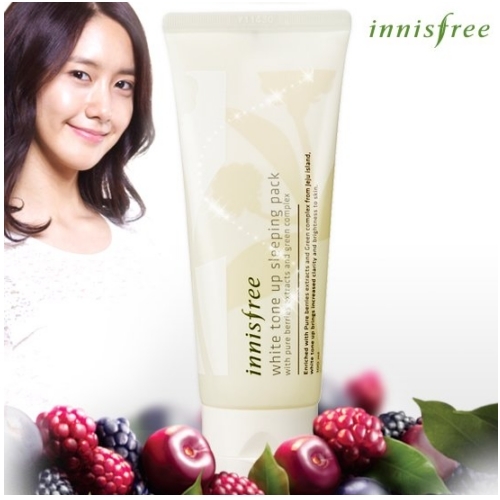 innisfree
innisfree
white tone up sleeping pack
with pure berries extracts and green complex
Enriched with Pure berries extracts and Green complex from Jeju island,
white tone up brings increased clarity and brightness to skin.